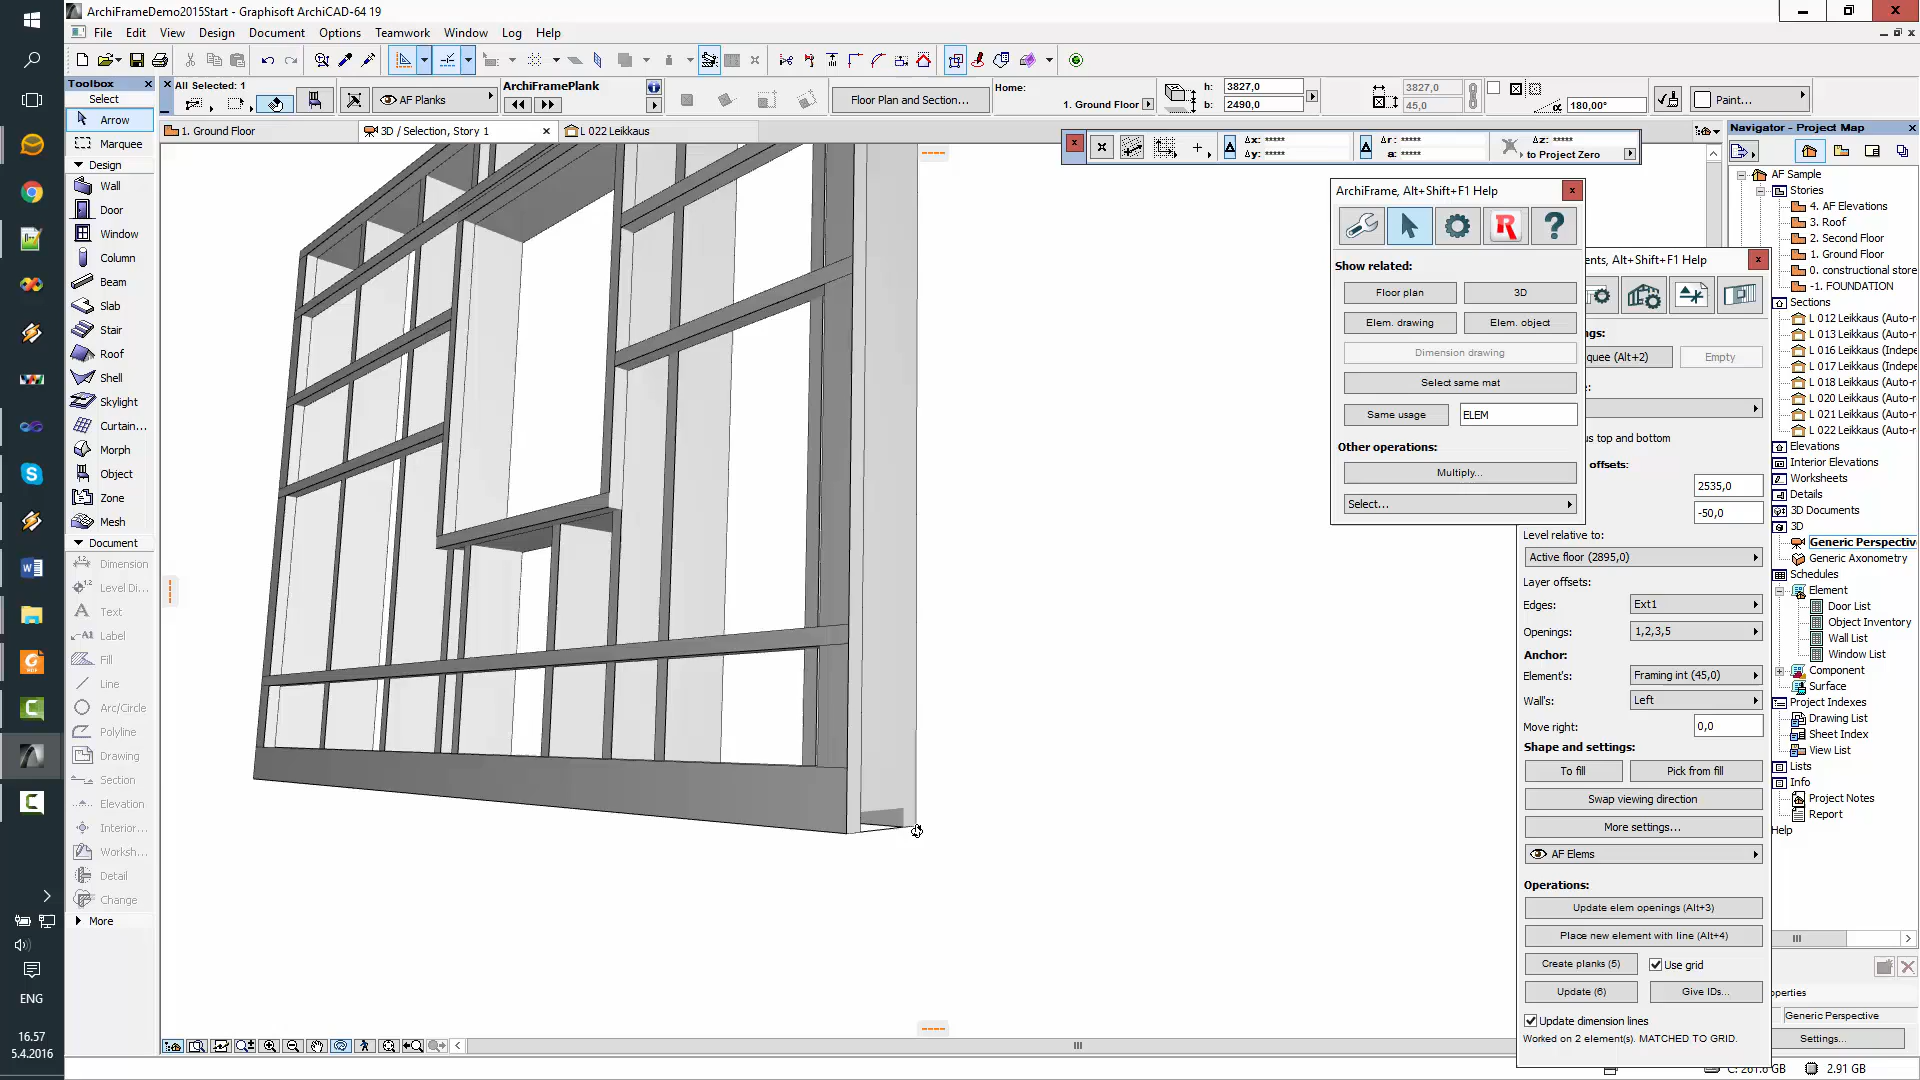 ArchiFrameDemo2015Start - Graphisoft ArchiCAD-64 19
File Edit View Design Document Options Teamwork Window Log Help
Toolbox
Select
Arrow
Marquee
Design
Wall
Door
Window
Column
Beam
Slab
Stair
Roof
Shell
Skylight
Curtain...
Morph
Object
Zone
Mesh
Document
Dimension
Level Di...
Text
Label
Fill
Line
Arc/Circle
Polyline
Drawing
Section
Elevation
Interior...
Worksh...
Detail
Change
More
All Selected: 1
AF Planks
ArchiFramePlank
Floor Plan and Section...
Home:
1. Ground Floor
h: 3827,0
b: 2490,0
3827,0
45,0
180,00°
Paint...
1. Ground Floor
3D / Selection, Story 1
L 022 Leikkaus
Δx: *****
Δy: *****
Δr: *****
a: *****
Δz: *****
to Project Zero
ArchiFrame, Alt+Shift+F1 Help
Show related:
Floor plan
3D
Elem. drawing
Elem. object
Dimension drawing
Select same mat
Same usage
ELEM
Other operations:
Multiply...
Select...
ents, Alt+Shift+F1 Help
ngs:
quee (Alt+2)
Empty
e:
us top and bottom
offsets:
2535,0
-50,0
Level relative to:
Active floor (2895,0)
Layer offsets:
Edges:
Ext1
Openings:
1,2,3,5
Anchor:
Element's:
Framing int (45,0)
Wall's:
Left
Move right:
0,0
Shape and settings:
To fill
Pick from fill
Swap viewing direction
More settings...
AF Elems
Operations:
Update elem openings (Alt+3)
Place new element with line (Alt+4)
Create planks (5)
Use grid
Update (6)
Give IDs...
Update dimension lines
Worked on 2 element(s). MATCHED TO GRID.
Navigator - Project Map
AF Sample
Stories
4. AF Elevations
3. Roof
2. Second Floor
1. Ground Floor
0. constructional store
-1. FOUNDATION
Sections
L 012 Leikkaus (Auto-r
L 013 Leikkaus (Auto-r
L 016 Leikkaus (Indepe
L 017 Leikkaus (Indepe
L 018 Leikkaus (Auto-r
L 020 Leikkaus (Auto-r
L 021 Leikkaus (Auto-r
L 022 Leikkaus (Auto-r
Elevations
Interior Elevations
Worksheets
Details
3D Documents
3D
Generic Perspectiv
Generic Axonometry
Schedules
Element
Door List
Object Inventory
Wall List
Window List
Component
Surface
Project Indexes
Drawing List
Sheet Index
View List
Lists
Info
Project Notes
Report
Help
operties
Generic Perspective
Settings...
C: 261.6 GB
2.91 GB
ENG
16.57
5.4.2016